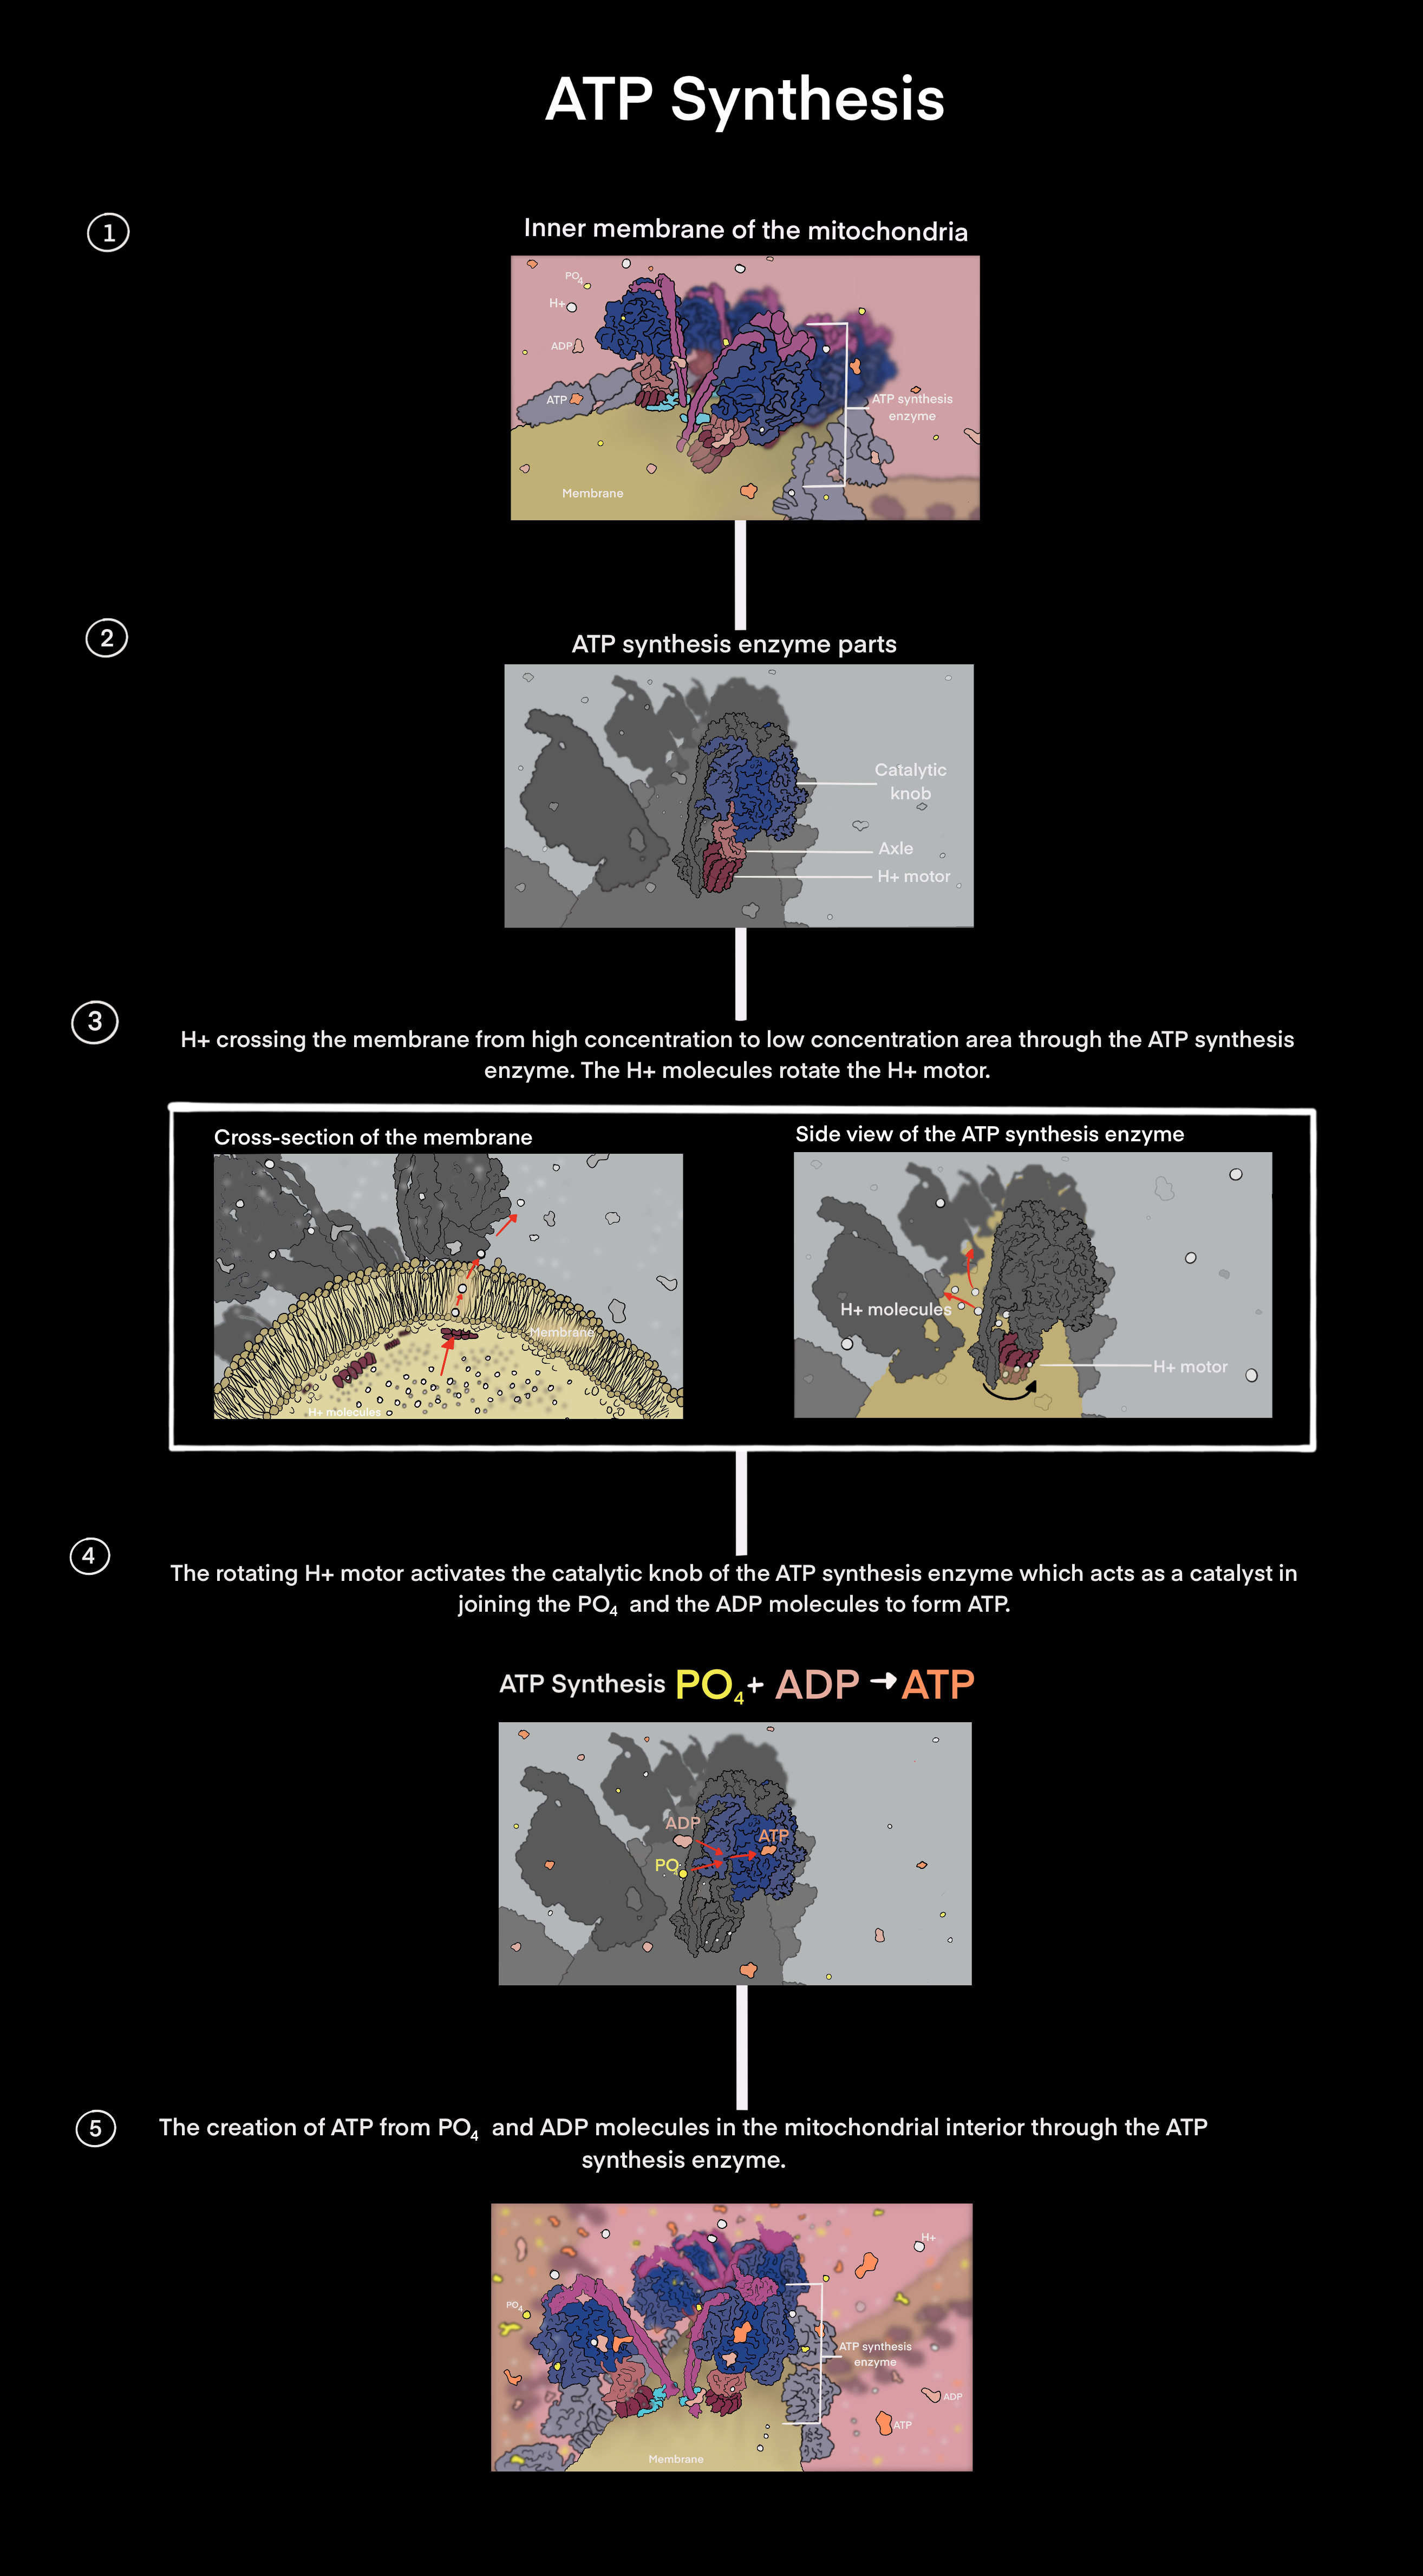 ATP Synthesis
1
Inner membrane of the mitochondria
PO4
H+
ADP
ATP
ATP synthesis
enzyme
Membrane
2
ATP synthesis enzyme parts
Catalytic
knob
Axle
H+ motor
3
H+ crossing the membrane from high concentration to low concentration area through the ATP synthesis
enzyme. The H+ molecules rotate the H+ motor.
Cross-section of the membrane
Membrane
H+ molecules
Side view of the ATP synthesis enzyme
H+ molecules
H+ motor
4
The rotating H+ motor activates the catalytic knob of the ATP synthesis enzyme which acts as a catalyst in
joining the PO4 and the ADP molecules to form ATP.
ATP Synthesis PO4+ ADP → ATP
ADP
ATP
PO4
5
The creation of ATP from PO4 and ADP molecules in the mitochondrial interior through the ATP
synthesis enzyme.
H+
PO4
ATP synthesis
enzyme
ADP
ATP
Membrane